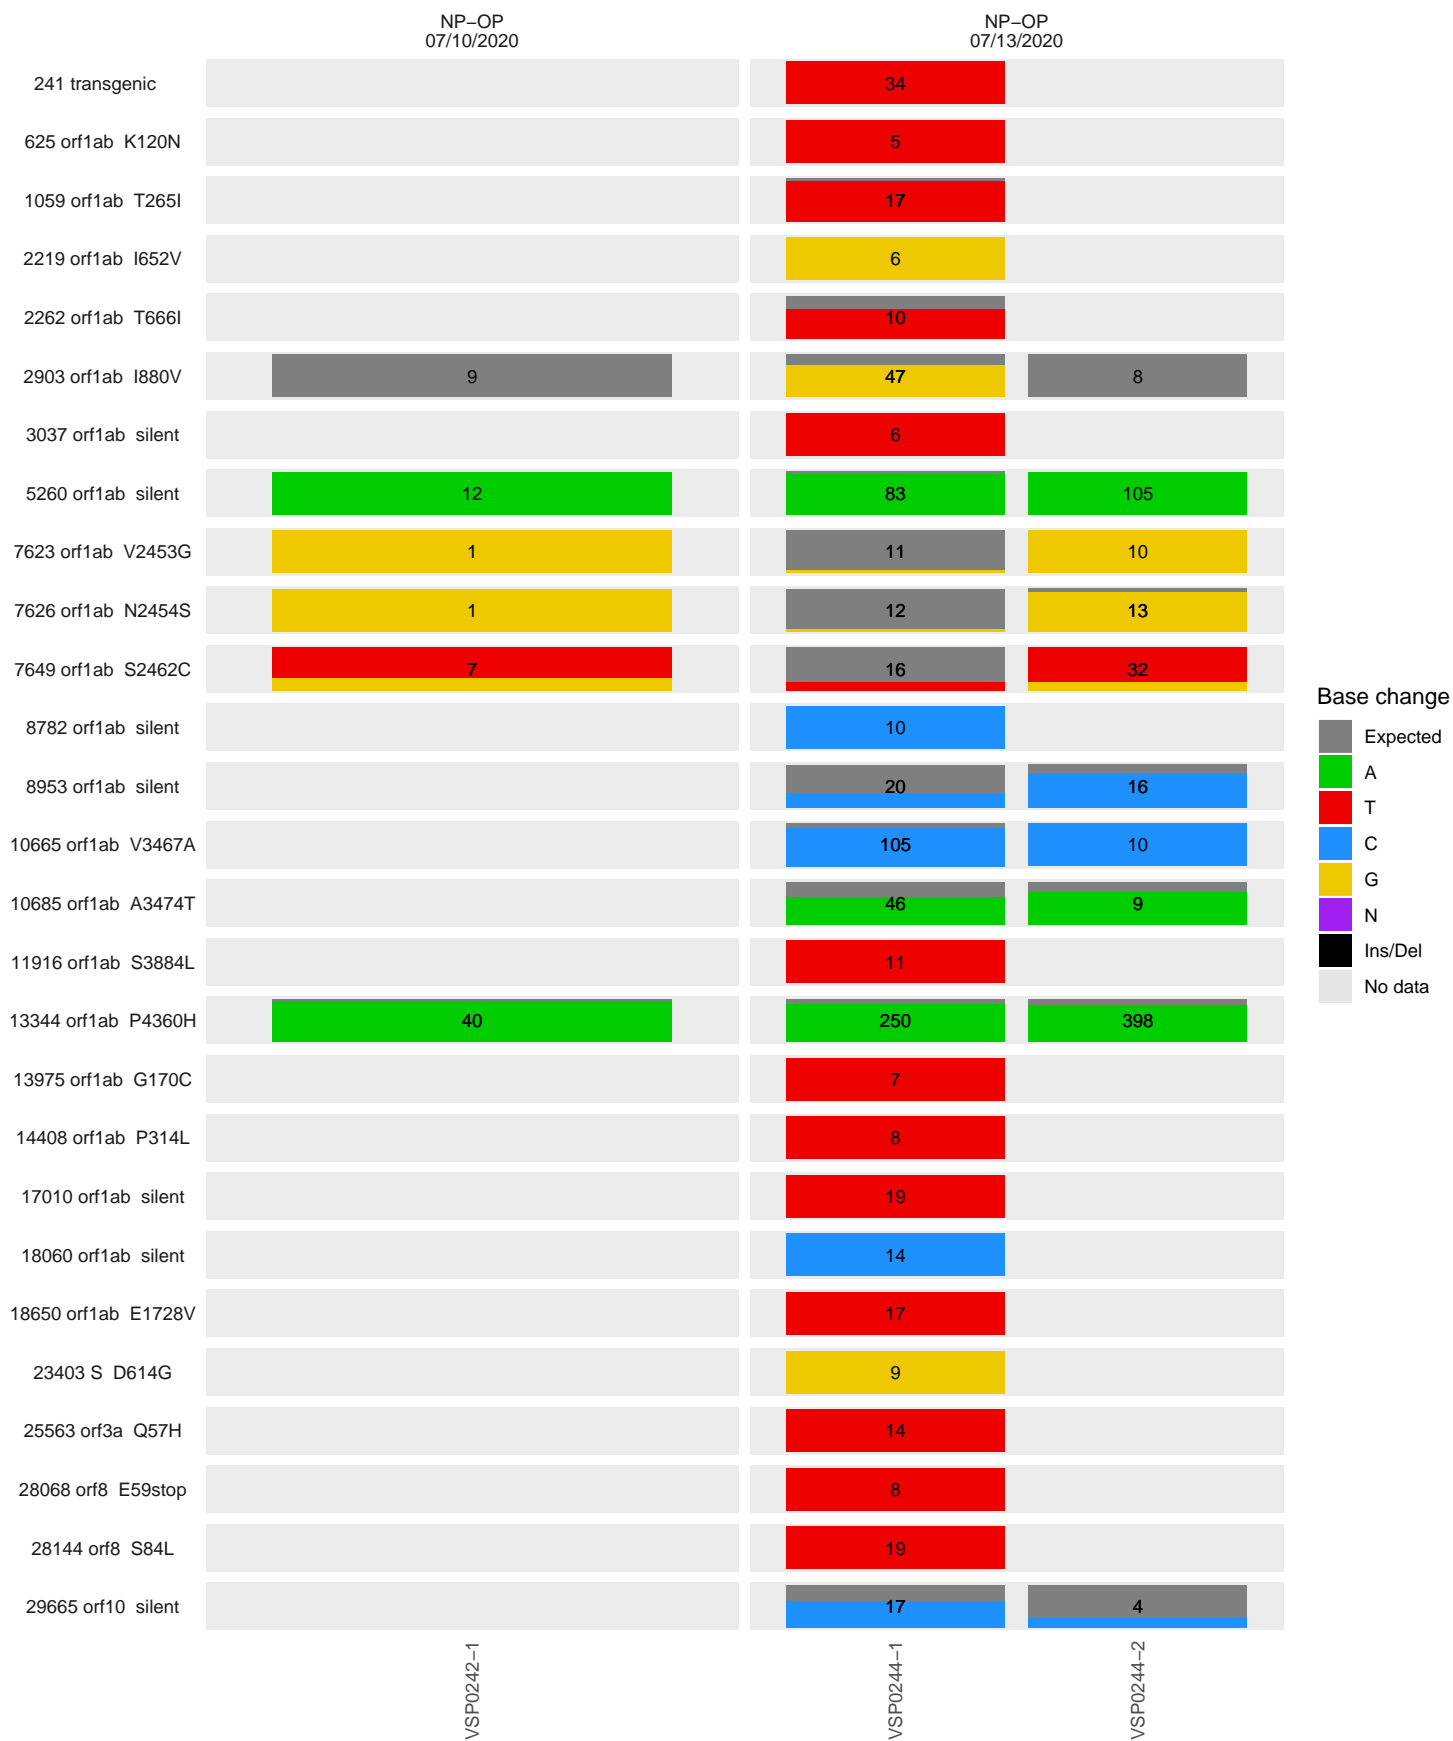 NP−OP NP−OP
07/10/2020 07/13/2020
241 transgenic 34
625 orf1ab K120N 5
1059 orf1ab T265I 17
2219 orf1ab I652V 6
2262 orf1ab T666I 10
2903 orf1ab I880V 9 47 8
3037 orf1ab silent 6
5260 orf1ab silent 12 83 105
7623 orf1ab V2453G 1 11 10
7626 orf1ab N2454S 1 12 13
7649 orf1ab S2462C 7 16 32
8782 orf1ab silent 10
8953 orf1ab silent 20 16
10665 orf1ab V3467A 105 10
10685 orf1ab A3474T 46 9
11916 orf1ab S3884L 11
13344 orf1ab P4360H 40 250 398
13975 orf1ab G170C 7
14408 orf1ab P314L 8
17010 orf1ab silent 19
18060 orf1ab silent 14
18650 orf1ab E1728V 17
23403 S D614G 9
25563 orf3a Q57H 14
28068 orf8 E59stop 8
28144 orf8 S84L 19
29665 orf10 silent 17 4
VSP0242−1
VSP0244−1
VSP0244−2
Base change
Expected
A
T
C
G
N
Ins/Del
No data